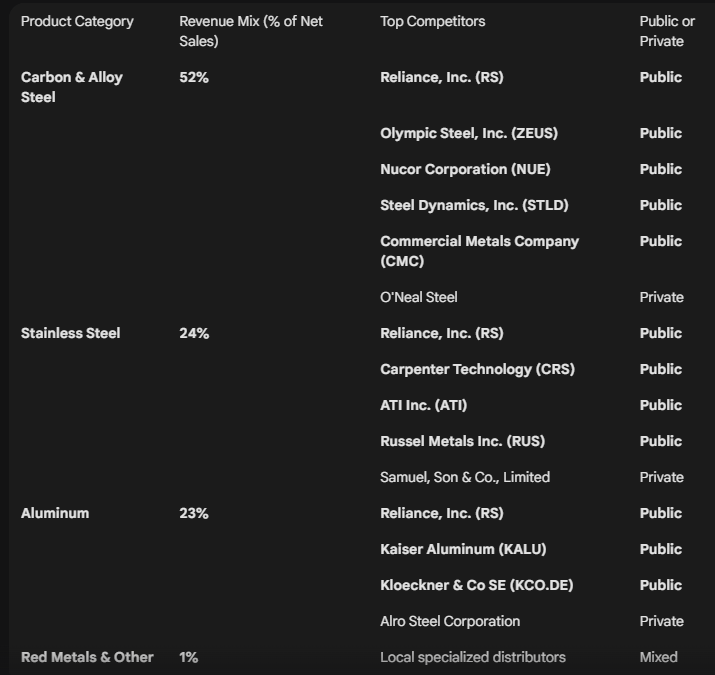 Product Category Revenue Mix (% of Net Top Competitors Public or
Sales) Private
Carbon & Alloy 52% Reliance, Inc. (RS) Public
Steel
Olympic Steel, Inc. (ZEUS) Public
Nucor Corporation (NUE) Public
Steel Dynamics, Inc. (STLD) Public
Commercial Metals Company Public
(CMC)
O'Neal Steel Private
Stainless Steel 24% Reliance, Inc. (RS) Public
Carpenter Technology (CRS) Public
ATI Inc. (ATI) Public
Russel Metals Inc. (RUS) Public
Samuel, Son & Co., Limited Private
Aluminum 23% Reliance, Inc. (RS) Public
Kaiser Aluminum (KALU) Public
Kloeckner & Co SE (KCO.DE) Public
Alro Steel Corporation Private
Red Metals & Other 1% Local specialized distributors Mixed